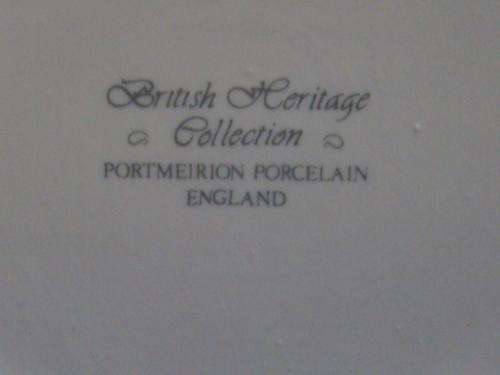 British Heritage
Collection
PORTMEIRION PORCELAIN
ENGLAND